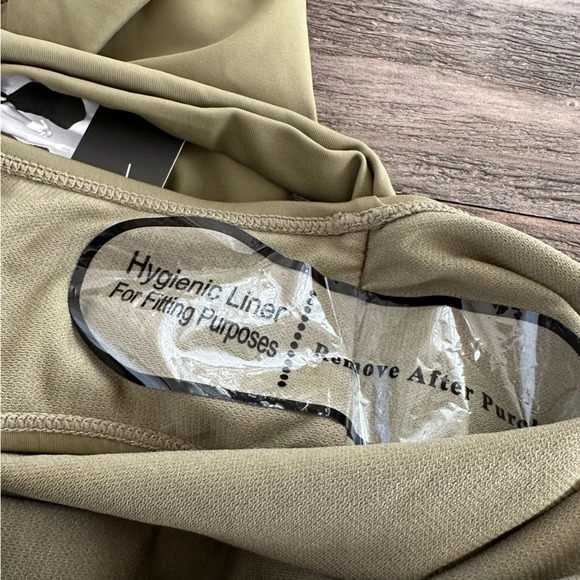 Hygienic Liner
For Fitting Purposes
Remove After